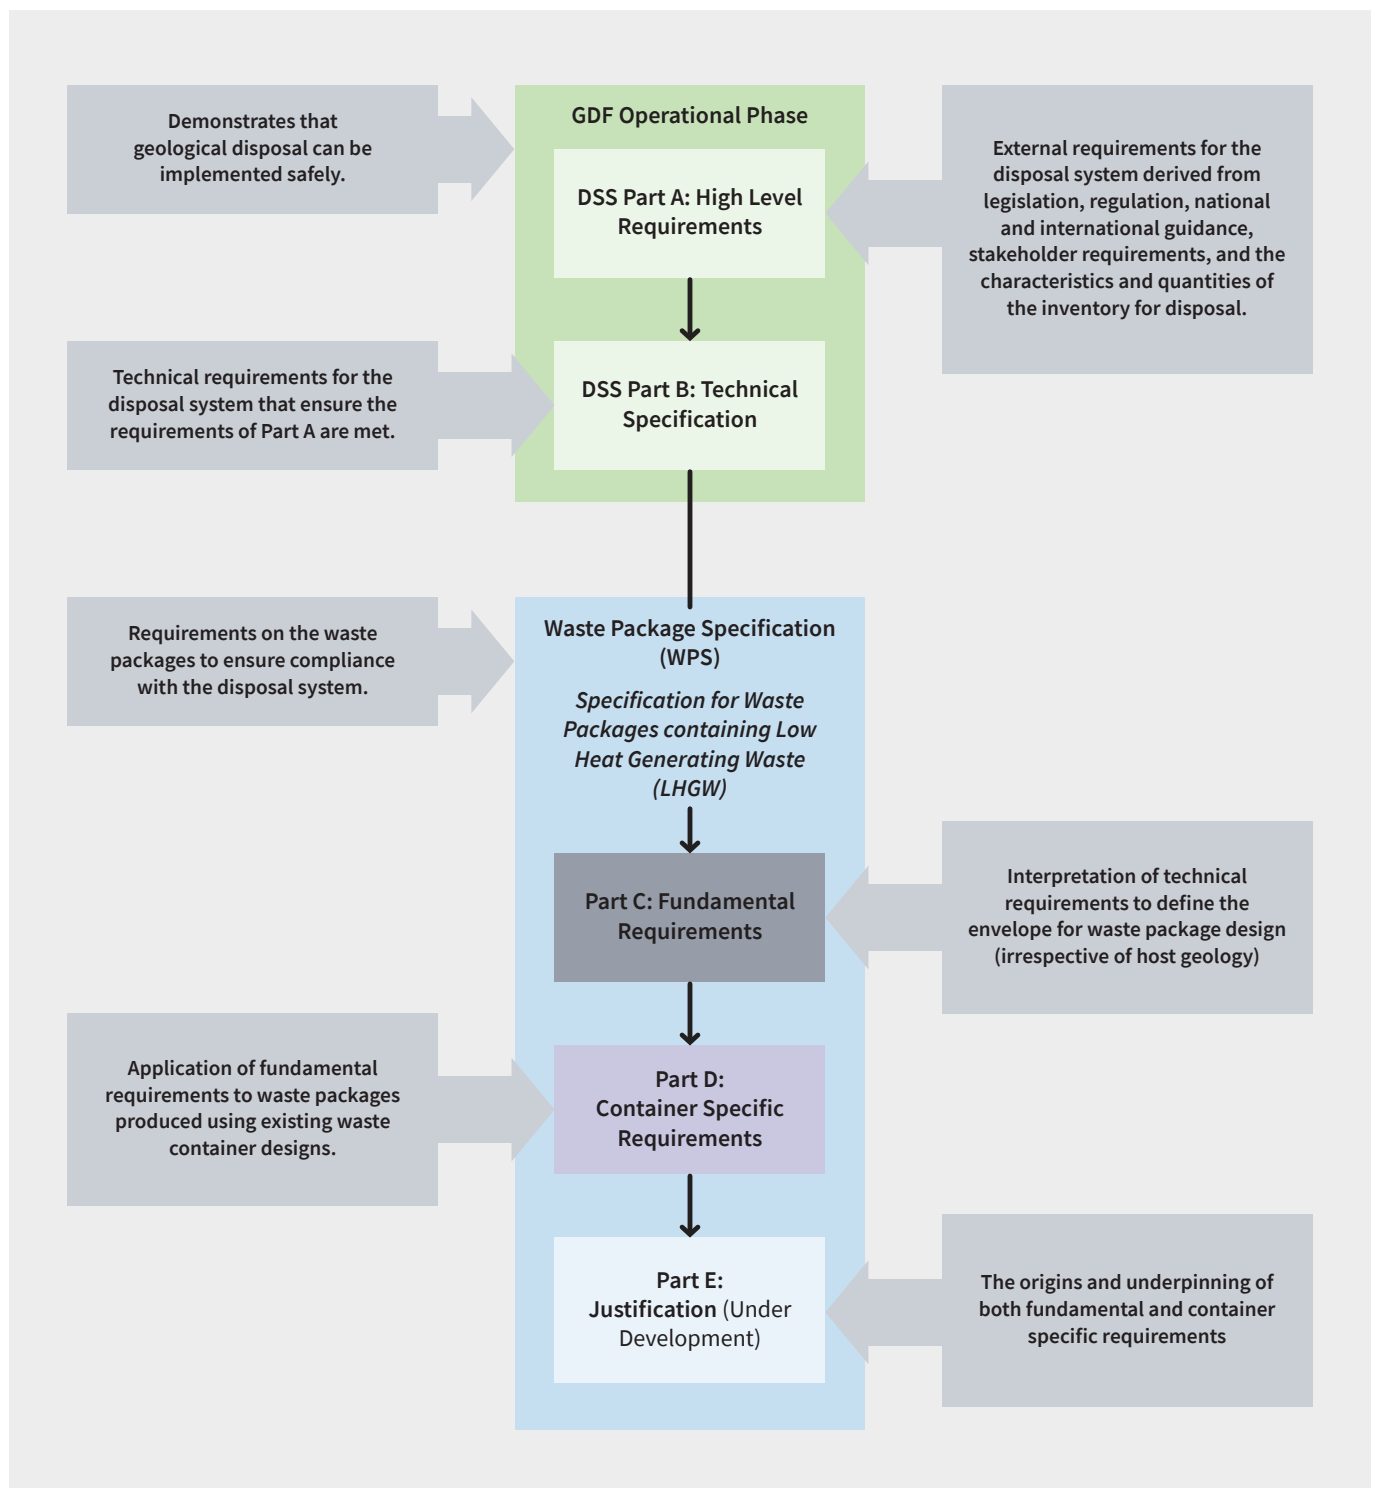 Demonstrates that
geological disposal can be
implemented safely.
GDF Operational Phase
DSS Part A: High Level
Requirements
External requirements for the
disposal system derived from
legislation, regulation, national
and international guidance,
stakeholder requirements, and the
characteristics and quantities of
the inventory for disposal.
Technical requirements for the
disposal system that ensure the
requirements of Part A are met.
DSS Part B: Technical
Specification
Requirements on the waste
packages to ensure compliance
with the disposal system.
Waste Package Specification
(WPS)
Specification for Waste
Packages containing Low
Heat Generating Waste
(LHGW)
Part C: Fundamental
Requirements
Interpretation of technical
requirements to define the
envelope for waste package design
(irrespective of host geology)
Application of fundamental
requirements to waste packages
produced using existing waste
container designs.
Part D:
Container Specific
Requirements
Part E:
Justification (Under
Development)
The origins and underpinning of
both fundamental and container
specific requirements